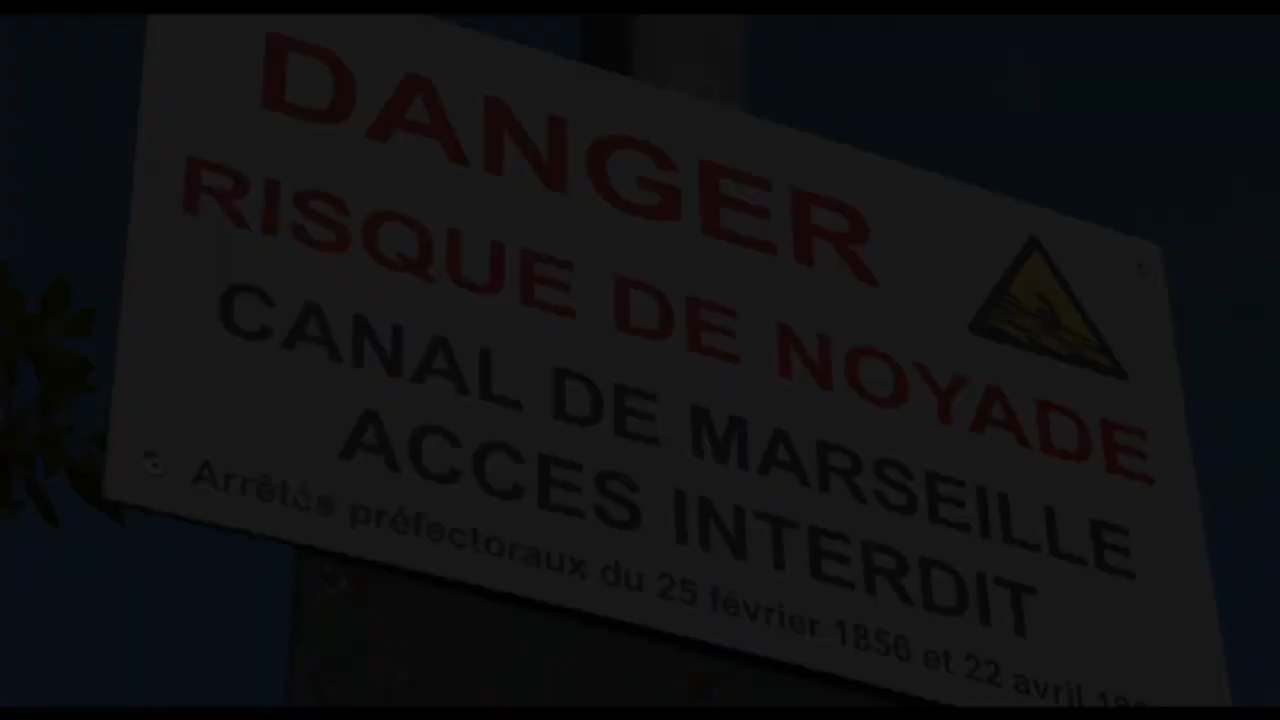 DANGER
RISQUE DE NOYADE
CANAL DE MARSEILLE
ACCES INTERDIT
Arrêtés préfectoraux du 25 février 1856 et 22 avril